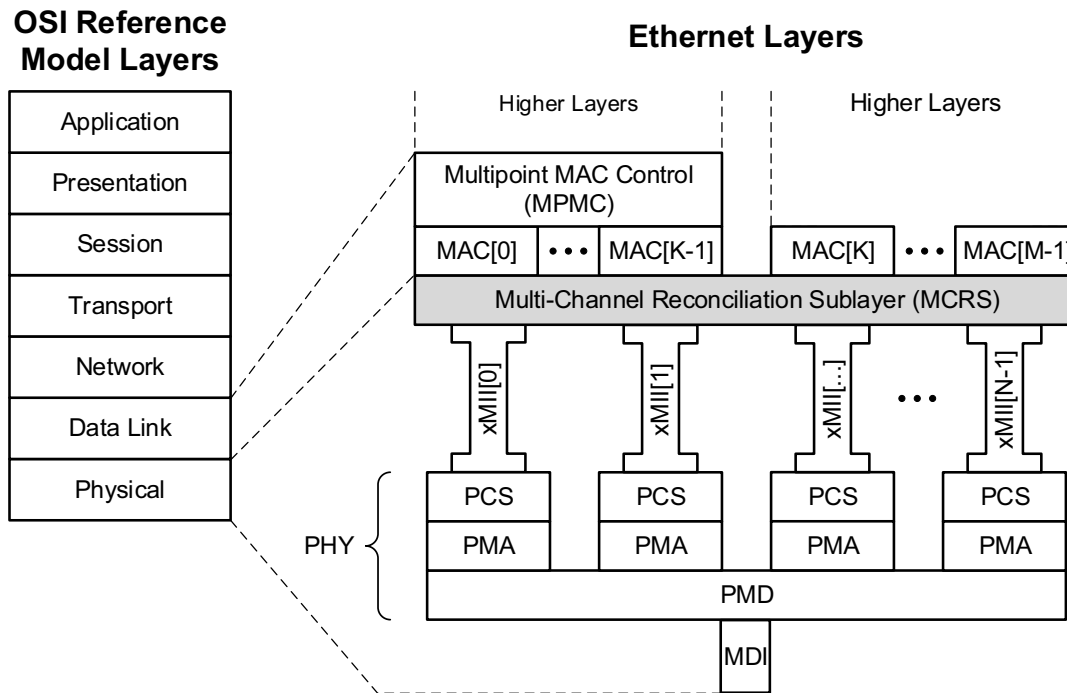 OSI Reference
Model Layers
Ethernet Layers
Application
Presentation
Session
Transport
Network
Data Link
Physical
Higher Layers
Higher Layers
Multipoint MAC Control
(MPMC)
MAC[0]
•••
MAC[K-1]
MAC[K]
•••
MAC[M-1]
Multi-Channel Reconciliation Sublayer (MCRS)
xMII[0]
xMII[1]
xMII[...]
•••
xMII[N-1]
PHY
PCS
PCS
PCS
PCS
PMA
PMA
PMA
PMA
PMD
MDI